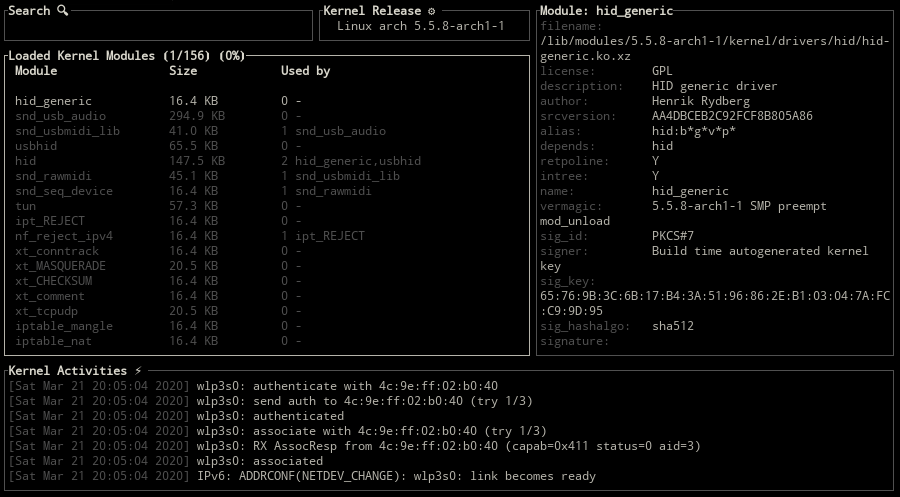 Search 🔍
Kernel Release ⚙
Linux arch 5.5.8-arch1-1
Loaded Kernel Modules (1/156) (0%)
Module Size Used by
hid_generic 16.4 KB 0 -
snd_usb_audio 294.9 KB 0 -
snd_usbmidi_lib 41.0 KB 1 snd_usb_audio
usbhid 65.5 KB 0 -
hid 147.5 KB 2 hid_generic,usbhid
snd_rawmidi 45.1 KB 1 snd_usbmidi_lib
snd_seq_device 16.4 KB 1 snd_rawmidi
tun 57.3 KB 0 -
ipt_REJECT 16.4 KB 0 -
nf_reject_ipv4 16.4 KB 1 ipt_REJECT
xt_conntrack 16.4 KB 0 -
xt_MASQUERADE 20.5 KB 0 -
xt_CHECKSUM 16.4 KB 0 -
xt_comment 16.4 KB 0 -
xt_tcpudp 20.5 KB 0 -
iptable_mangle 16.4 KB 0 -
iptable_nat 16.4 KB 0 -
Module: hid_generic
filename:
/lib/modules/5.5.8-arch1-1/kernel/drivers/hid/hid-
generic.ko.xz
license: GPL
description: HID generic driver
author: Henrik Rydberg
srcversion: AA4DBCEB2C92FCF8B805A86
alias: hid:b*g*v*p*
depends: hid
retpoline: Y
intree: Y
name: hid_generic
vermagic: 5.5.8-arch1-1 SMP preempt
mod_unload
sig_id: PKCS#7
signer: Build time autogenerated kernel
key
sig_key:
65:76:9B:3C:6B:17:B4:3A:51:96:86:2E:B1:03:04:7A:FC
:C9:9D:95
sig_hashalgo: sha512
signature:
Kernel Activities ⚡
[Sat Mar 21 20:05:04 2020] wlp3s0: authenticate with 4c:9e:ff:02:b0:40
[Sat Mar 21 20:05:04 2020] wlp3s0: send auth to 4c:9e:ff:02:b0:40 (try 1/3)
[Sat Mar 21 20:05:04 2020] wlp3s0: authenticated
[Sat Mar 21 20:05:04 2020] wlp3s0: associate with 4c:9e:ff:02:b0:40 (try 1/3)
[Sat Mar 21 20:05:04 2020] wlp3s0: RX AssocResp from 4c:9e:ff:02:b0:40 (capab=0x411 status=0 aid=3)
[Sat Mar 21 20:05:04 2020] wlp3s0: associated
[Sat Mar 21 20:05:04 2020] IPv6: ADDRCONF(NETDEV_CHANGE): wlp3s0: link becomes ready